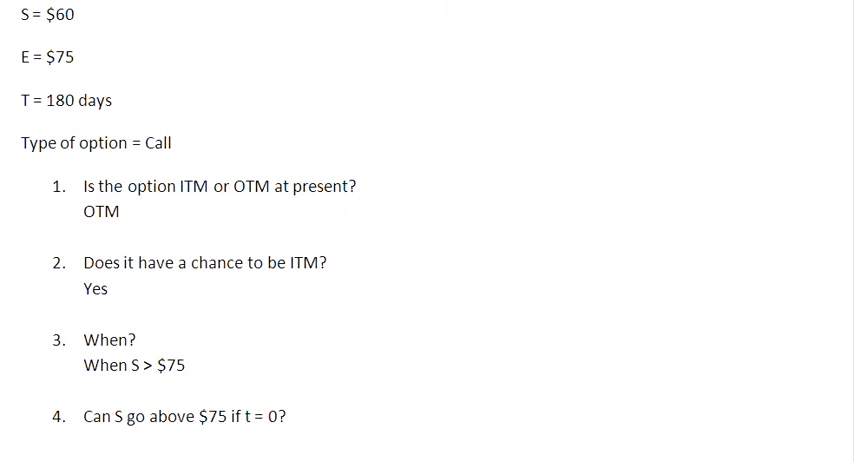 S = $60
E = $75
T = 180 days
Type of option = Call
1. Is the option ITM or OTM at present?
OTM
2. Does it have a chance to be ITM?
Yes
3. When?
When S > $75
4. Can S go above $75 if t = 0?